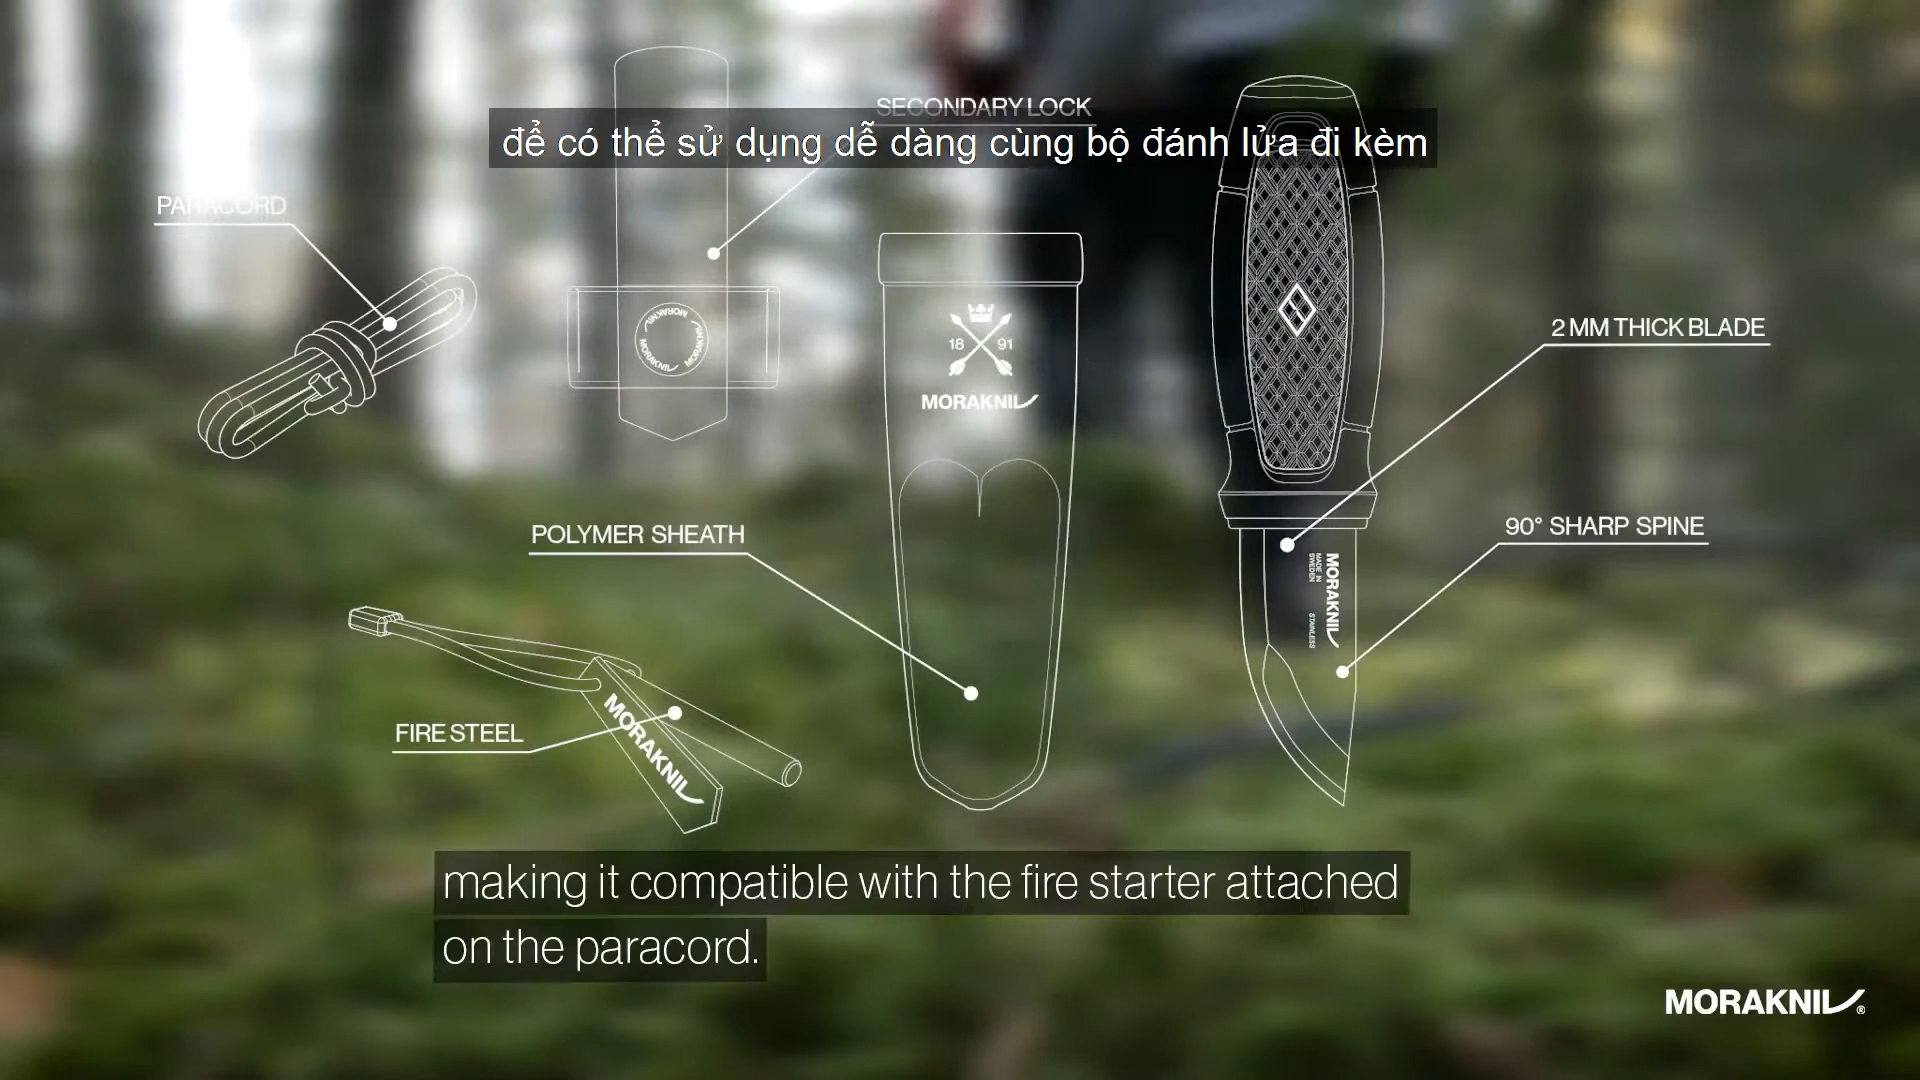 SECONDARY LOCK
để có thể sử dụng dễ dàng cùng bộ đánh lửa đi kèm
PARACORD
MORAKNIV
MORAKNIV
MORAKNIV
18 91
MORAKNIV
2 MM THICK BLADE
POLYMER SHEATH
90° SHARP SPINE
MORAKNIV
MADE IN
SWEDEN
STAINLESS
FIRE STEEL
MORAKNIV
making it compatible with the fire starter attached
on the paracord.
MORAKNIV®